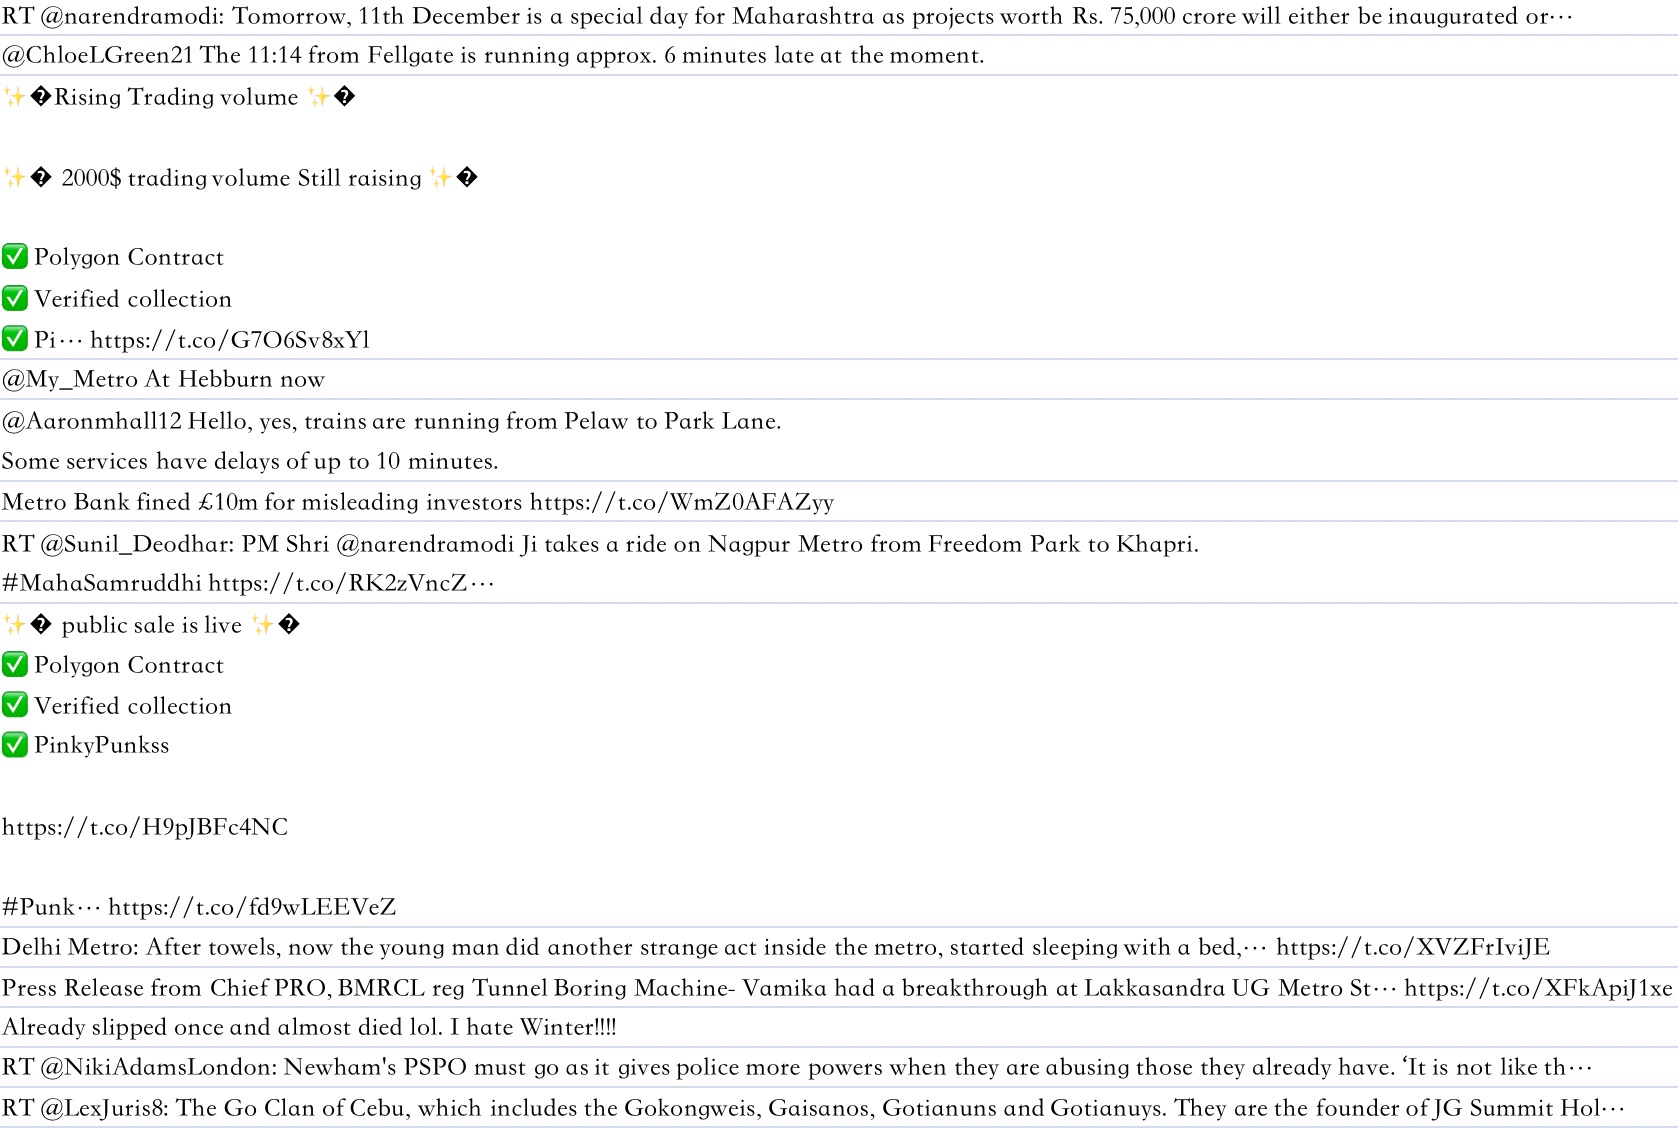 RT @narendramodi: Tomorrow, 11th December is a special day for Maharashtra as projects worth Rs. 75,000 crore will either be inaugurated or⋯
@ChloeLGreen21 The 11:14 from Fellgate is running approx. 6 minutes late at the moment.
✨�Rising Trading volume ✨�
✨� 2000$ trading volume Still raising ✨�
✅ Polygon Contract
✅ Verified collection
✅ Pi⋯ https://t.co/G7O6Sv8xYl
@My_Metro At Hebburn now
@Aaronmhall12 Hello, yes, trains are running from Pelaw to Park Lane.
Some services have delays of up to 10 minutes.
Metro Bank fined £10m for misleading investors https://t.co/WmZ0AFAZyy
RT @Sunil_Deodhar: PM Shri @narendramodi Ji takes a ride on Nagpur Metro from Freedom Park to Khapri.
#MahaSamruddhi https://t.co/RK2zVncZ⋯
✨� public sale is live ✨�
✅ Polygon Contract
✅ Verified collection
✅ PinkyPunkss
https://t.co/H9pJBFc4NC
#Punk⋯ https://t.co/fd9wLEEVeZ
Delhi Metro: After towels, now the young man did another strange act inside the metro, started sleeping with a bed,⋯ https://t.co/XVZFrIviJE
Press Release from Chief PRO, BMRCL reg Tunnel Boring Machine- Vamika had a breakthrough at Lakkasandra UG Metro St⋯ https://t.co/XFkApiJ1xe
Already slipped once and almost died lol. I hate Winter!!!!
RT @NikiAdamsLondon: Newham's PSPO must go as it gives police more powers when they are abusing those they already have. ‘It is not like th⋯
RT @LexJuris8: The Go Clan of Cebu, which includes the Gokongweis, Gaisanos, Gotianuns and Gotianuys. They are the founder of JG Summit Hol⋯